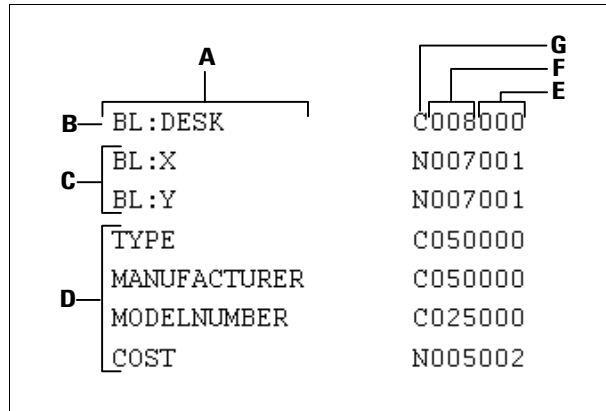 G
F
A
E
B BL:DESK C008000
BL:X N007001
C
BL:Y N007001
TYPE C050000
MANUFACTURER C050000
D
MODELNUMBER C025000
COST N005002